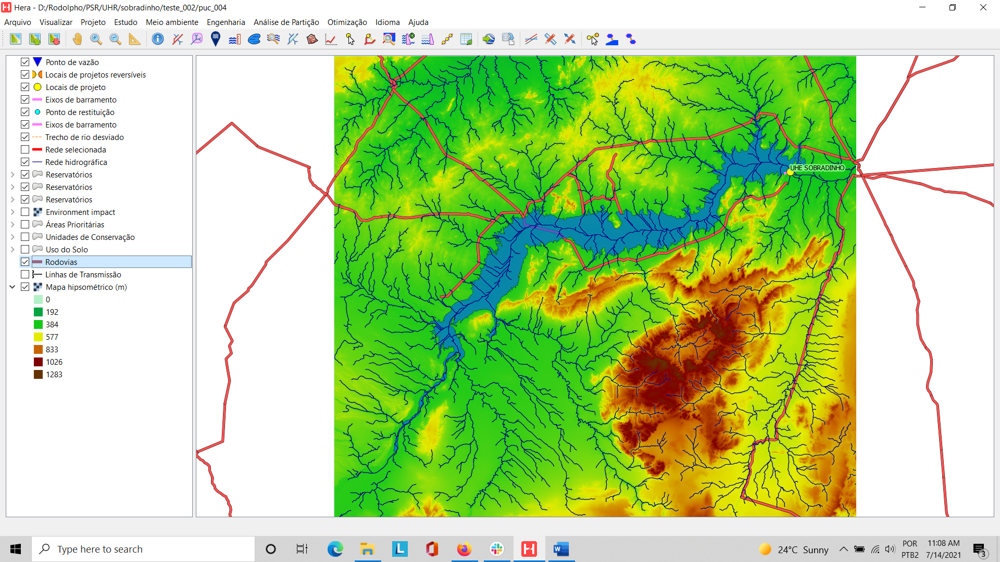 Hera - D:/Rodolpho/PSR/UHR/sobradinho/teste_002/puc_004
Arquivo Visualizar Projeto Estudo Meio ambiente Engenharia Análise de Partição Otimização Idioma Ajuda
Ponto de vazão
Locais de projetos reversíveis
Locais de projeto
Eixos de barramento
Ponto de restituição
Eixos de barramento
Trecho de rio desviado
Rede selecionada
Rede hidrográfica
Reservatórios
Reservatórios
Reservatórios
Environment impact
Áreas Prioritárias
Unidades de Conservação
Uso do Solo
Rodovias
Linhas de Transmissão
Mapa hipsométrico (m)
0
192
384
577
833
1026
1283
UHE SOBRADINHO
Type here to search
24°C Sunny
POR
PTB2
11:08 AM
7/14/2021
3